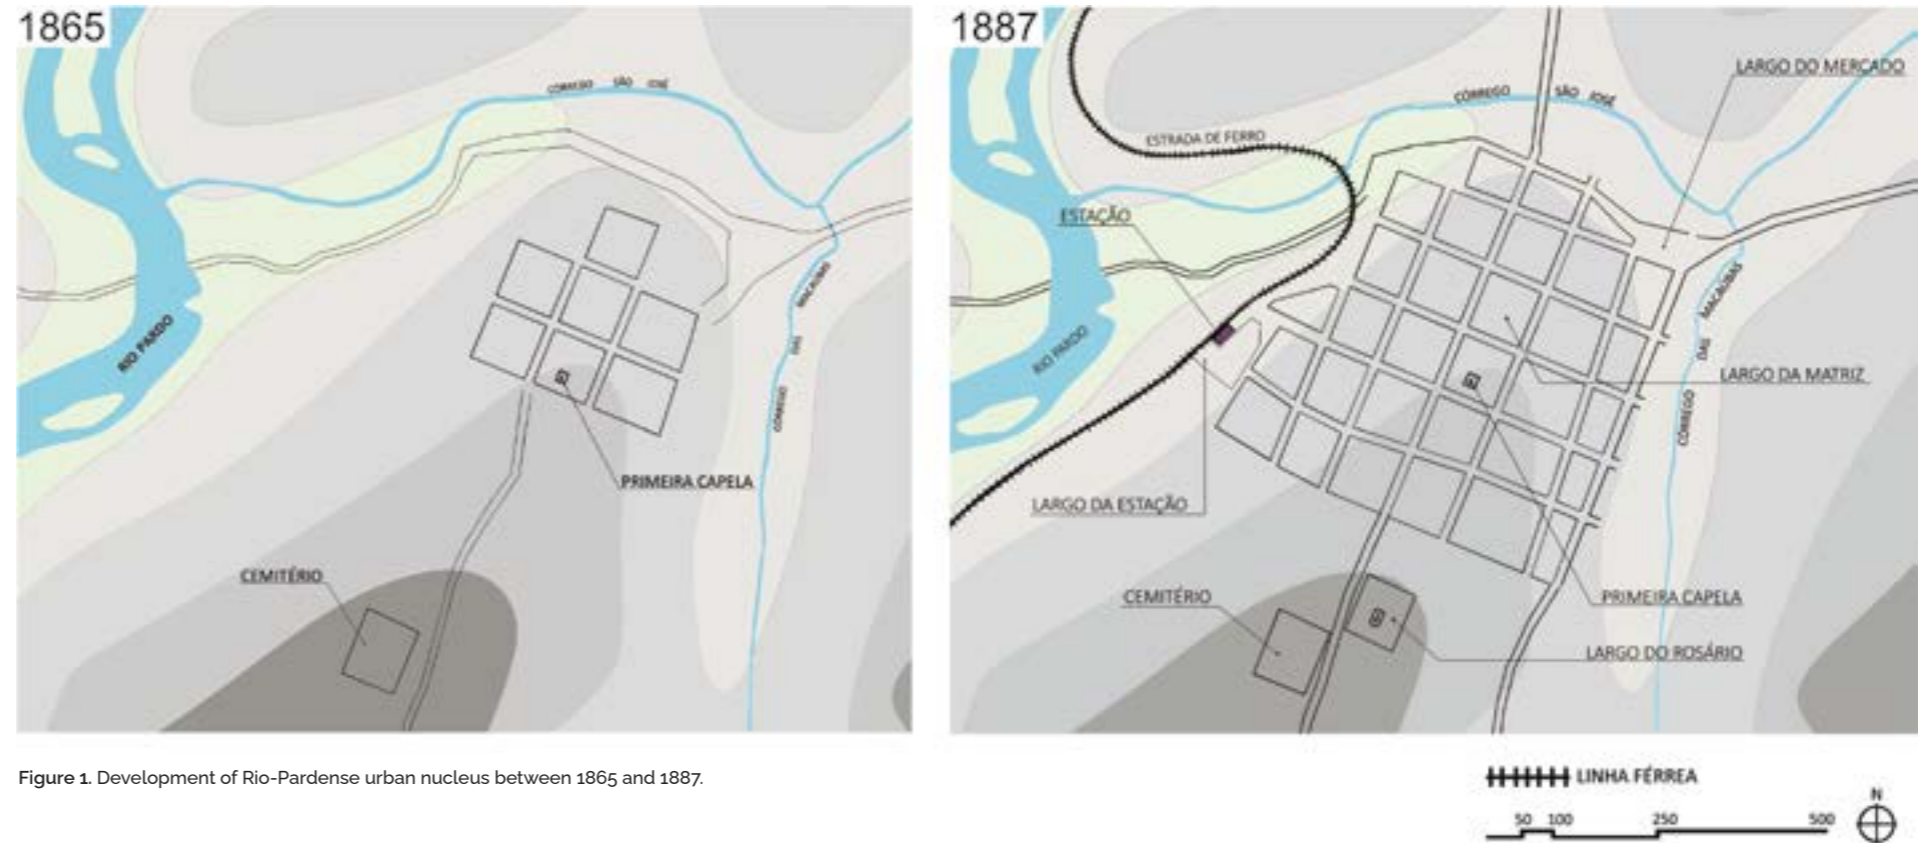 1865
CÓRREGO SÃO JOSÉ
RIO PARDO
CÓRREGO DAS MACAÚBAS
PRIMEIRA CAPELA
CEMITÉRIO
1887
LARGO DO MERCADO
CÓRREGO SÃO JOSÉ
ESTRADA DE FERRO
ESTAÇÃO
RIO PARDO
CÓRREGO DAS MACAÚBAS
LARGO DA MATRIZ
LARGO DA ESTAÇÃO
CEMITÉRIO
PRIMEIRA CAPELA
LARGO DO ROSÁRIO
Figure 1. Development of Rio-Pardense urban nucleus between 1865 and 1887.
LINHA FÉRREA
50 100 250 500
N